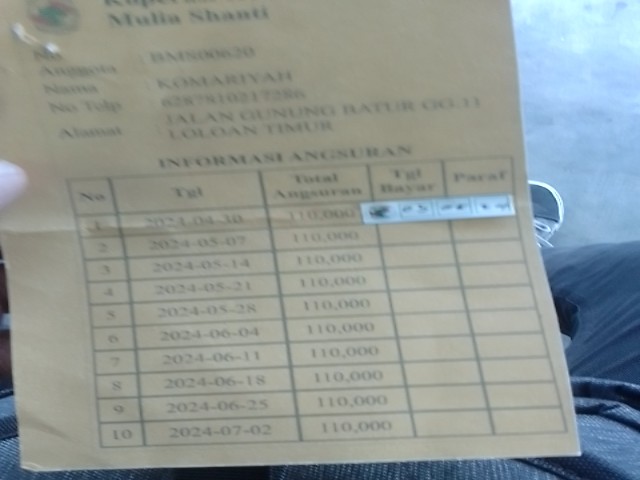 Mulia Shanti
No Anggota : BMS00620
Nama : KOMARIYAH
No Telp : 6287810217286
Alamat : JALAN GUNUNG BATUR GG.11
LOLOAN TIMUR
INFORMASI ANGSURAN
No Tgl Total Angsuran Tgl Bayar Paraf
1 2024-04-30 110,000
2 2024-05-07 110,000
3 2024-05-14 110,000
4 2024-05-21 110,000
5 2024-05-28 110,000
6 2024-06-04 110,000
7 2024-06-11 110,000
8 2024-06-18 110,000
9 2024-06-25 110,000
10 2024-07-02 110,000